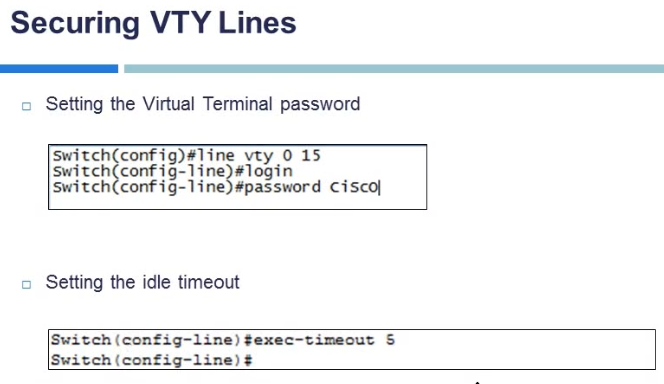 Securing VTY Lines
Setting the Virtual Terminal password
Switch(config)#line vty 0 15
Switch(config-line)#login
Switch(config-line)#password CiSCO
Setting the idle timeout
Switch(config-line)#exec-timeout 5
Switch(config-line)#